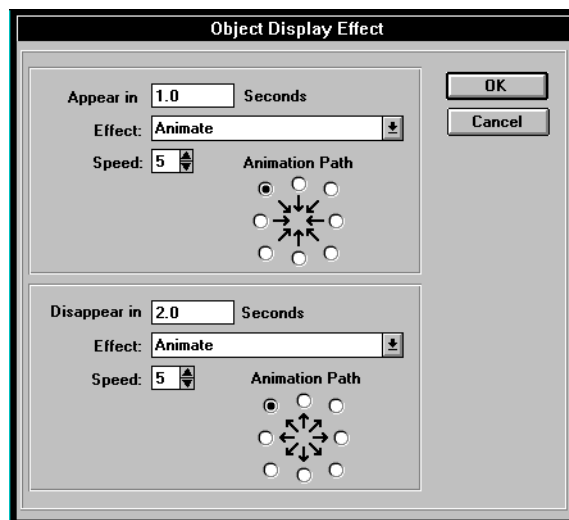 Object Display Effect
Appear in 1.0 Seconds
Effect: Animate
Speed: 5 Animation Path
OK
Cancel
Disappear in 2.0 Seconds
Effect: Animate
Speed: 5 Animation Path